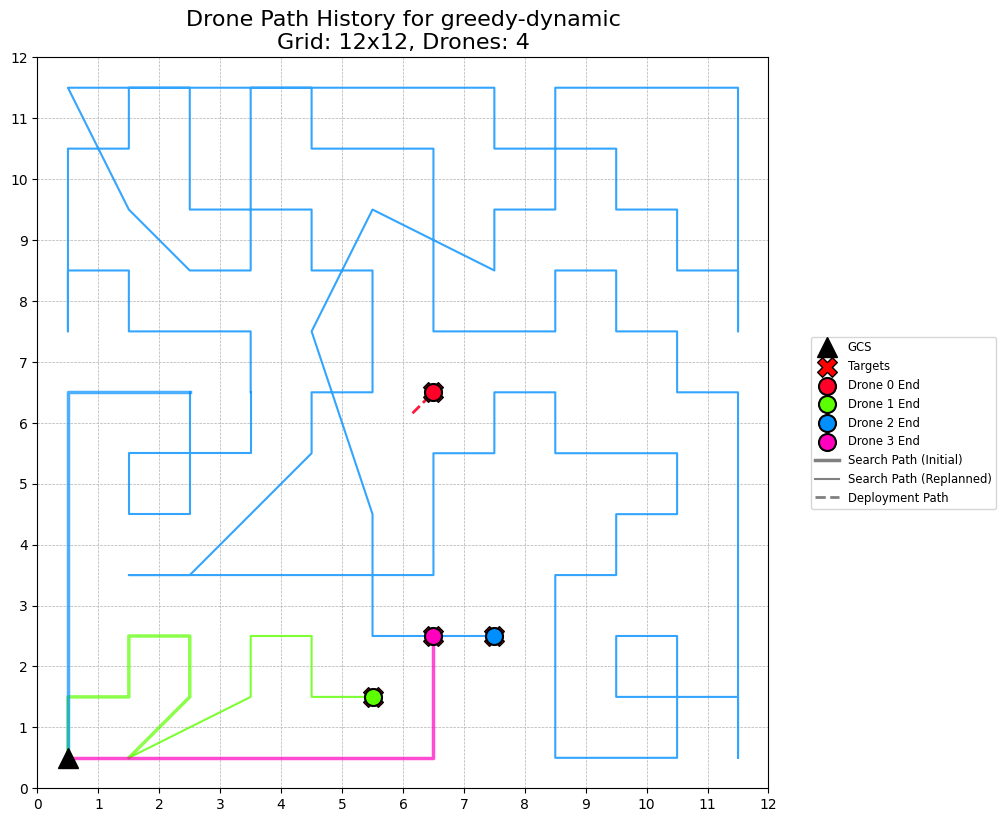 Drone Path History for greedy-dynamic
Grid: 12x12, Drones: 4
12
11
10
9
8
7
6
5
4
3
2
1
0
0 1 2 3 4 5 6 7 8 9 10 11 12
GCS
Targets
Drone 0 End
Drone 1 End
Drone 2 End
Drone 3 End
Search Path (Initial)
Search Path (Replanned)
Deployment Path